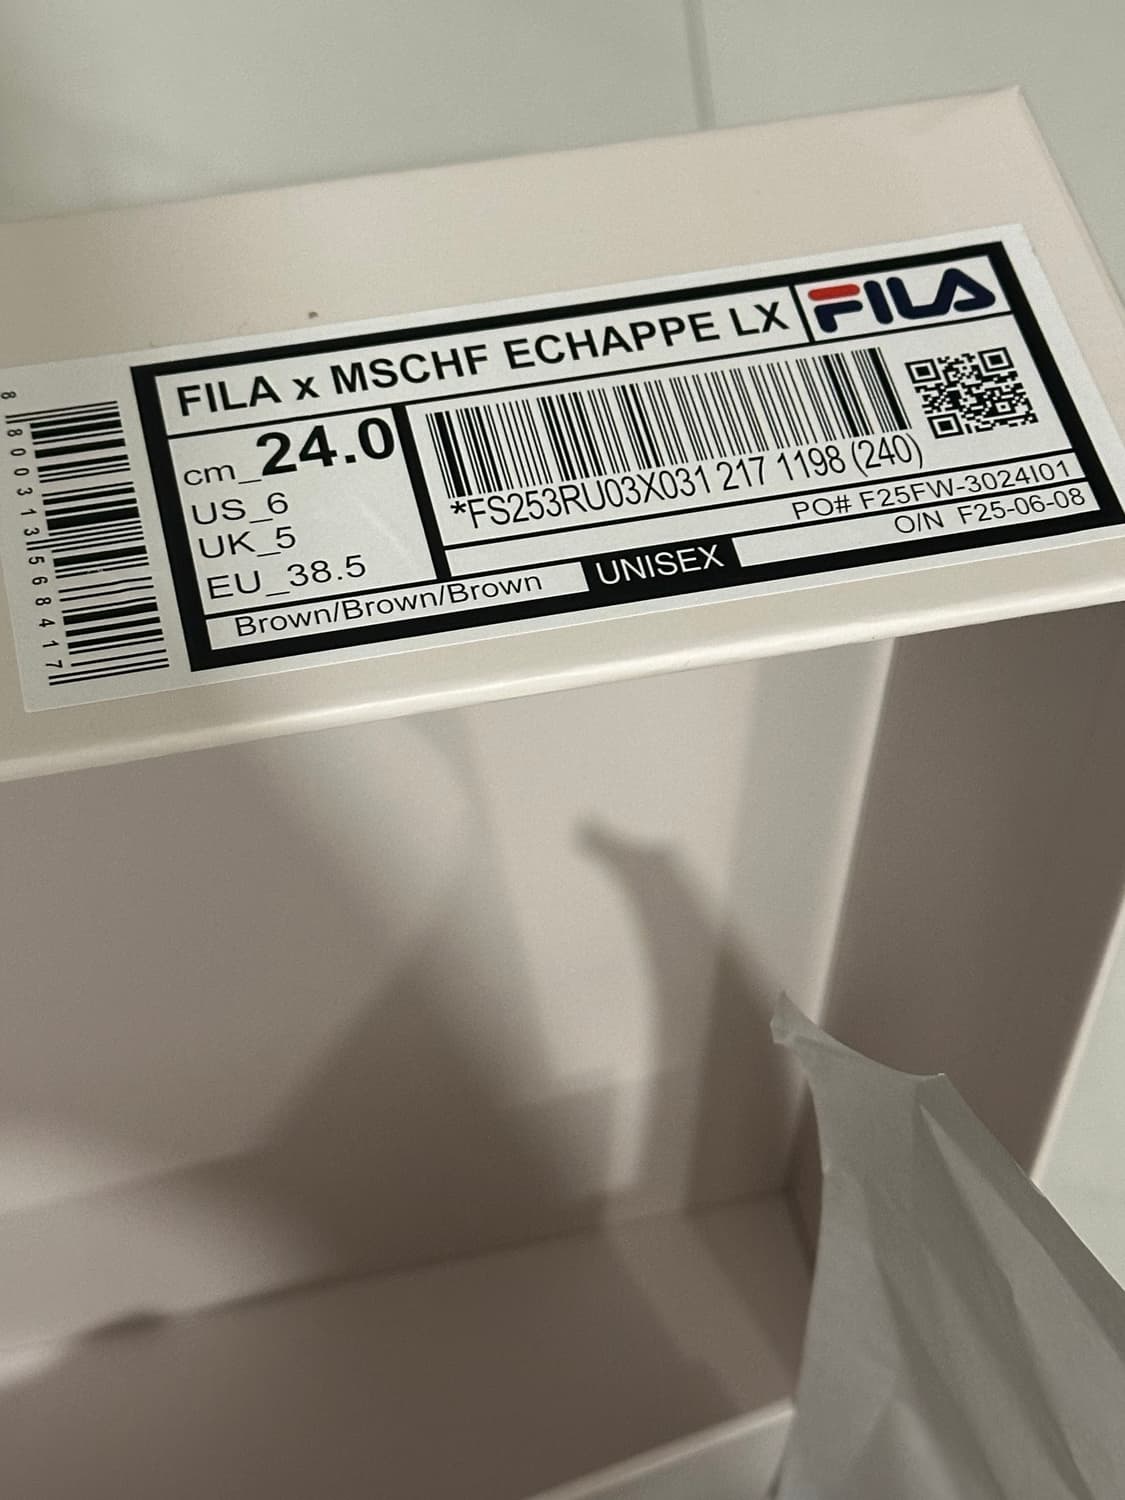 FILA x MSCHF ECHAPPE LX
FILA
cm_24.0
US_6
UK_5
EU_38.5
*FS253RU03X031 217 1198 (240)
PO# F25FW-3024I01
O/N F25-06-08
Brown/Brown/Brown
UNISEX
8 800313 568417